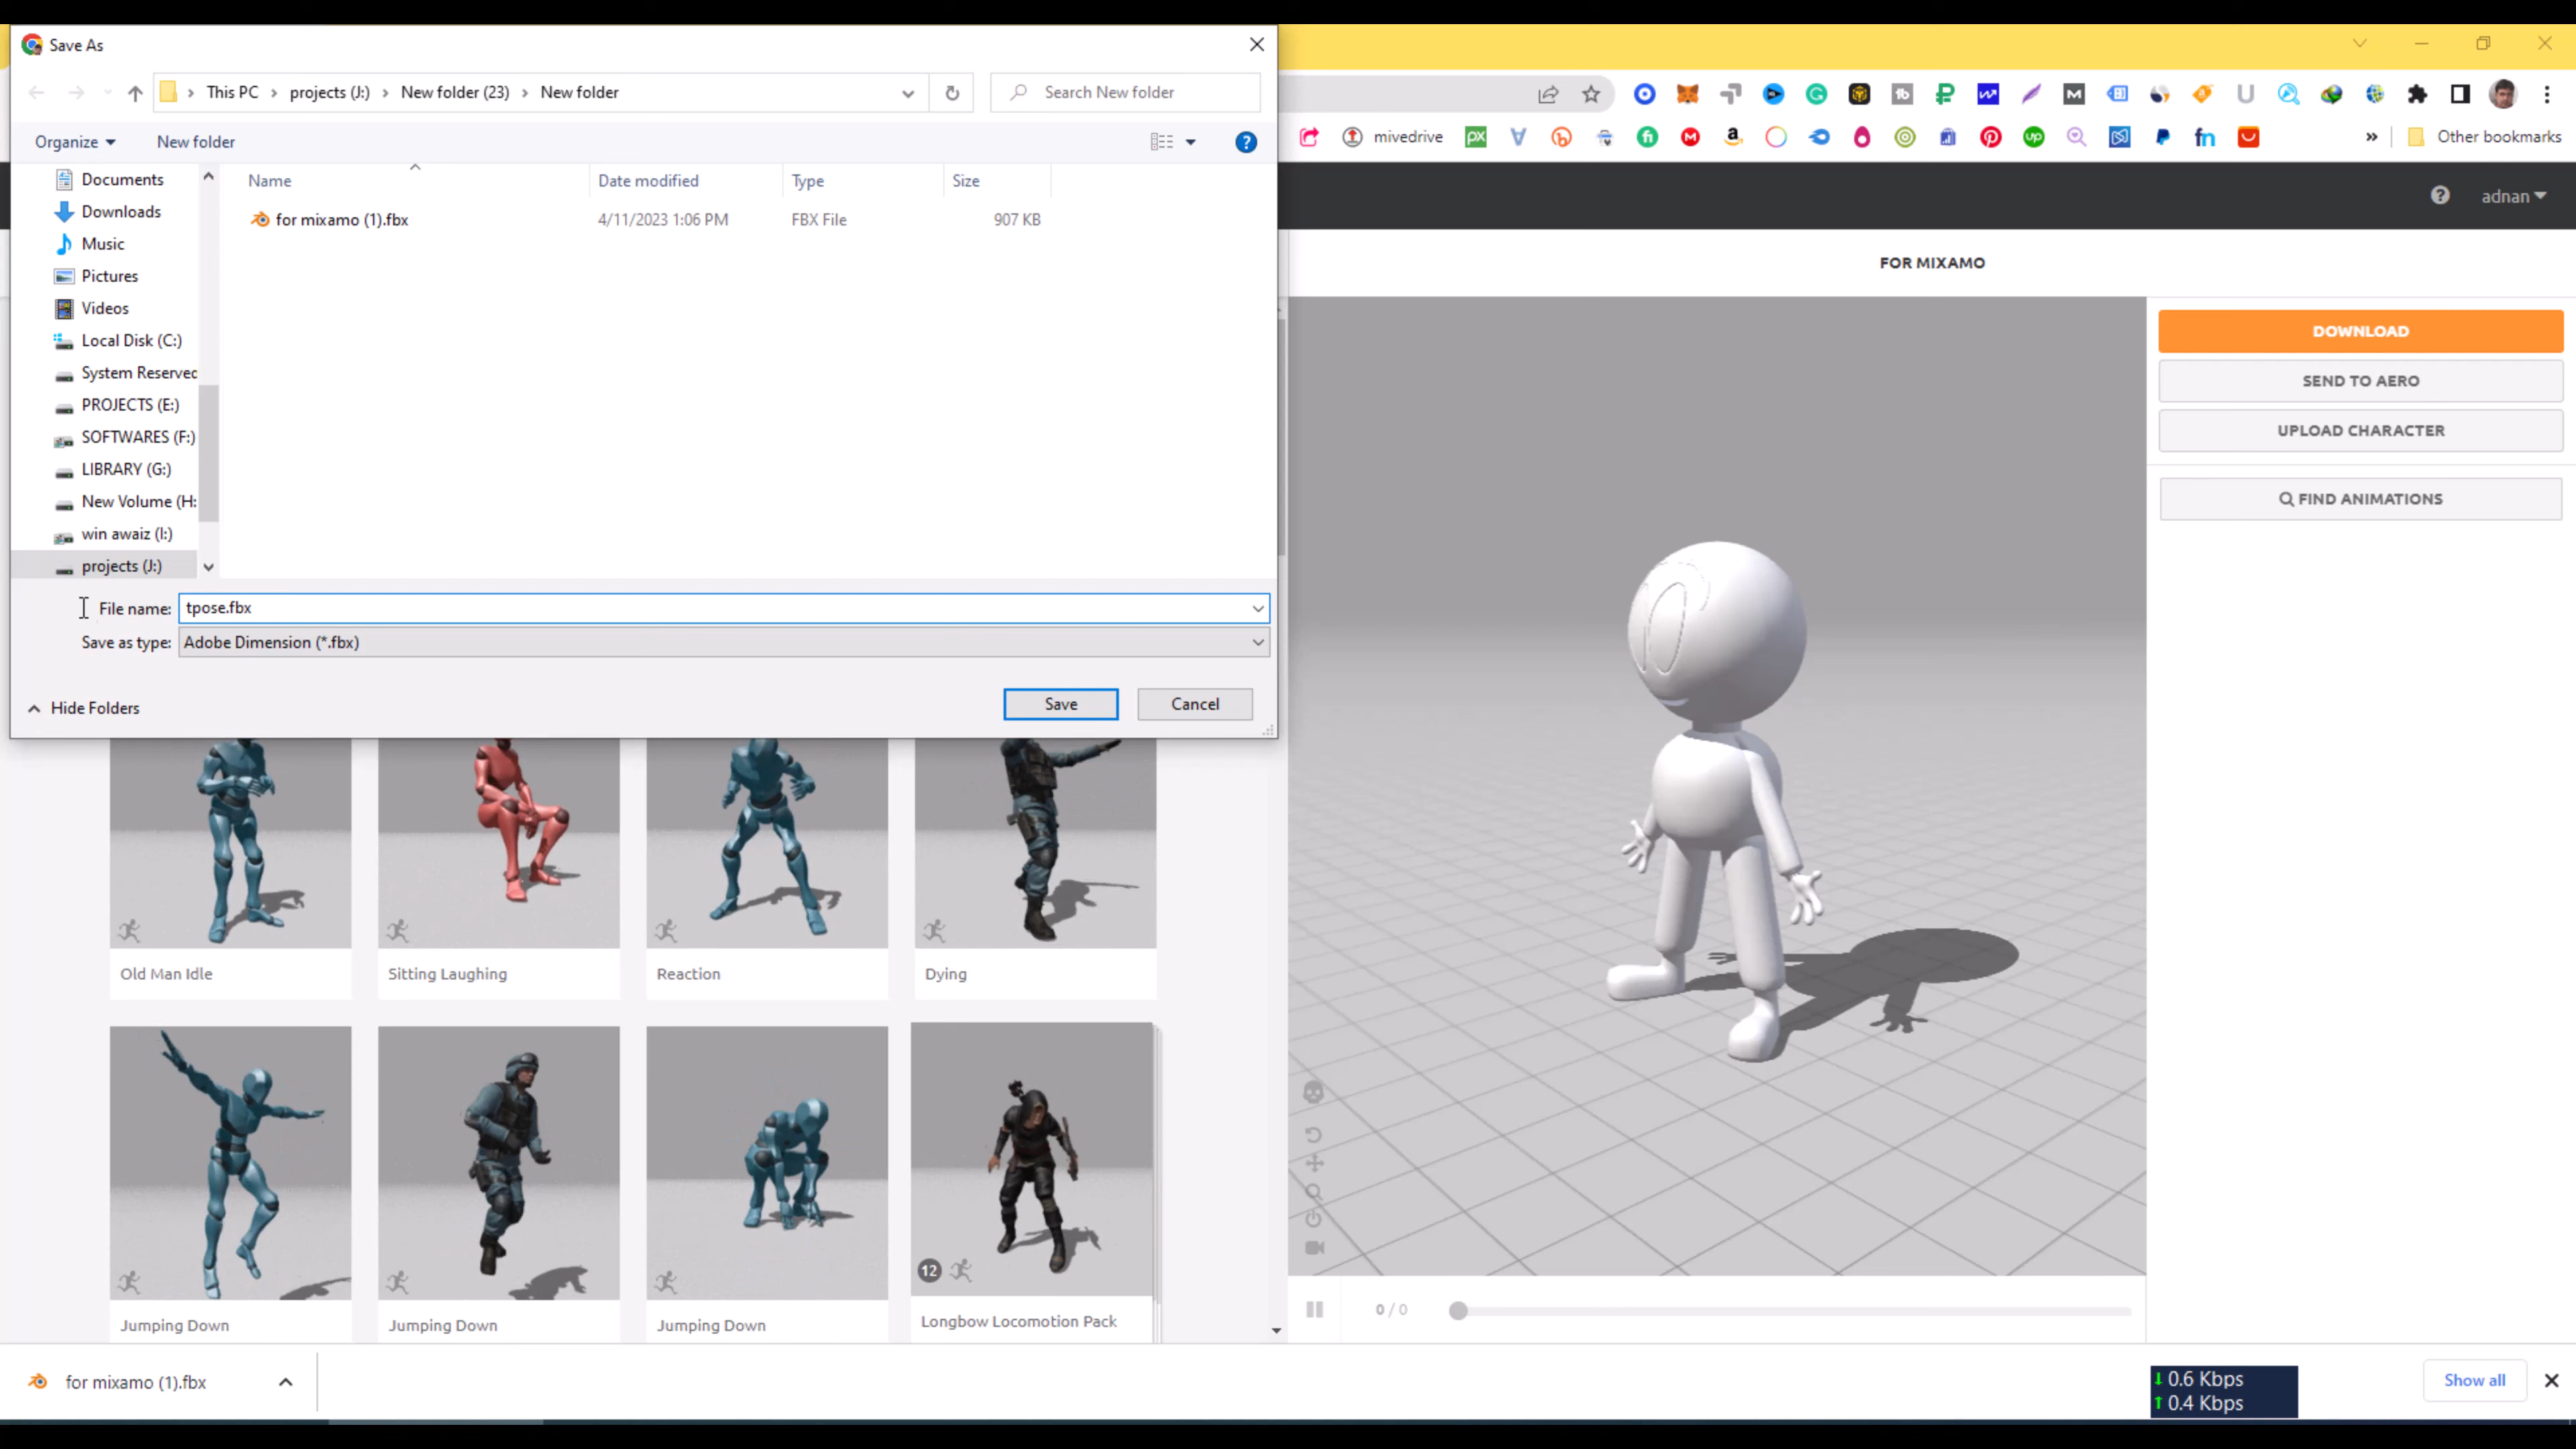 Save As
This PC
projects (J:)
New folder (23)
New folder
Search New folder
mivedrive
Other bookmarks
Organize
New folder
Name
Date modified
Type
Size
for mixamo (1).fbx
4/11/2023 1:06 PM
FBX File
907 KB
Documents
Downloads
Music
Pictures
Videos
Local Disk (C:)
System Reserved
PROJECTS (E:)
SOFTWARES (F:)
LIBRARY (G:)
New Volume (H:
win awaiz (I:)
projects (J:)
File name:
tpose.fbx
Save as type:
Adobe Dimension (*.fbx)
Hide Folders
Save
Cancel
adnan
FOR MIXAMO
DOWNLOAD
SEND TO AERO
UPLOAD CHARACTER
FIND ANIMATIONS
Old Man Idle
Sitting Laughing
Reaction
Dying
12
Jumping Down
Jumping Down
Jumping Down
Longbow Locomotion Pack
0 / 0
for mixamo (1).fbx
0.6 Kbps
0.4 Kbps
Show all